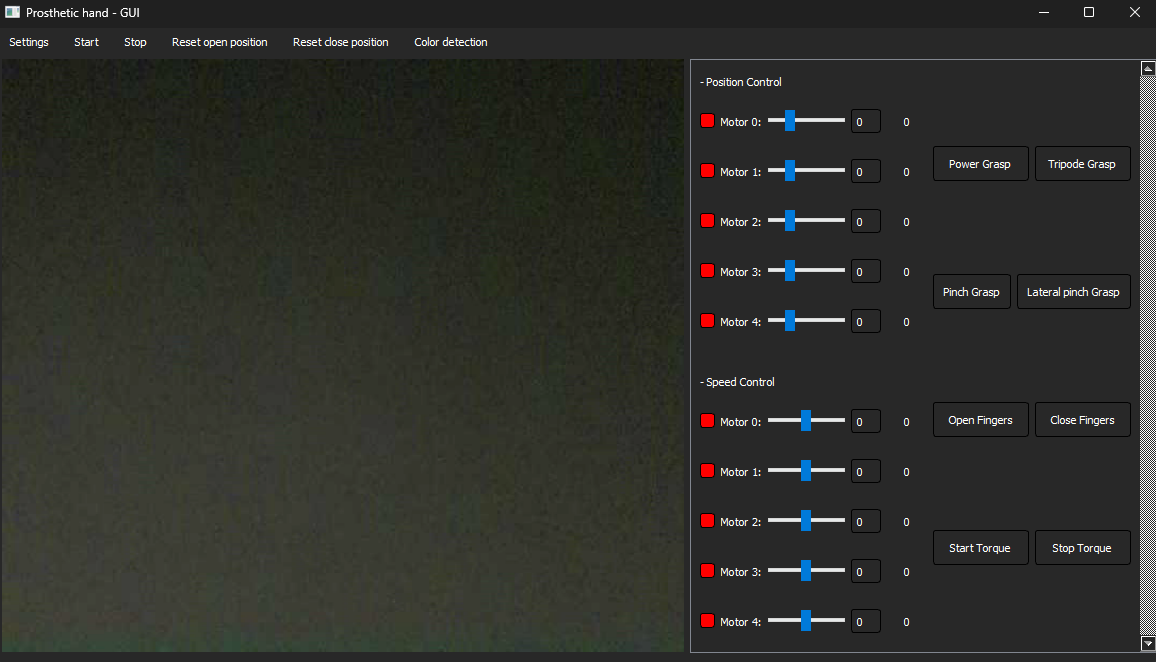 Prosthetic hand - GUI
Settings Start Stop Reset open position Reset close position Color detection
- Position Control
Motor 0: 0 0
Motor 1: 0 0
Power Grasp Tripode Grasp
Motor 2: 0 0
Motor 3: 0 0
Pinch Grasp Lateral pinch Grasp
Motor 4: 0 0
- Speed Control
Motor 0: 0 0
Open Fingers Close Fingers
Motor 1: 0 0
Motor 2: 0 0
Start Torque Stop Torque
Motor 3: 0 0
Motor 4: 0 0